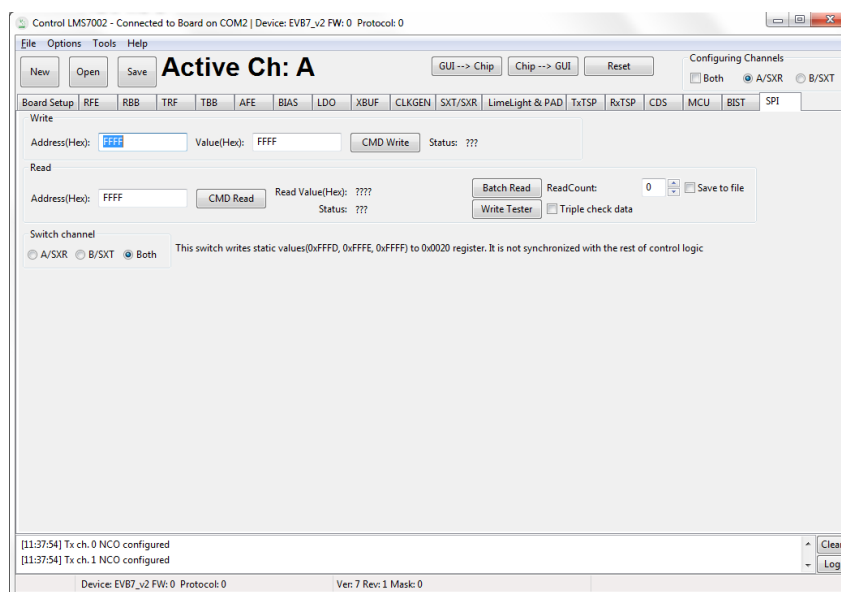 Control LMS7002 - Connected to Board on COM2 | Device: EVB7_v2 FW: 0 Protocol: 0
File Options Tools Help
New Open Save Active Ch: A GUI --> Chip Chip --> GUI Reset Configuring Channels
Both A/SXR B/SXT
Board Setup RFE RBB TRF TBB AFE BIAS LDO XBUF CLKGEN SXT/SXR LimeLight & PAD TxTSP RxTSP CDS MCU BIST SPI
Write
Address(Hex): FFFF Value(Hex): FFFF CMD Write Status: ???
Read
Address(Hex): FFFF CMD Read Read Value(Hex): ???? Batch Read ReadCount: 0 Save to file
Status: ??? Write Tester Triple check data
Switch channel
A/SXR B/SXT Both This switch writes static values(0xFFFD, 0xFFFE, 0xFFFF) to 0x0020 register. It is not synchronized with the rest of control logic
[11:37:54] Tx ch. 0 NCO configured Clear
[11:37:54] Tx ch. 1 NCO configured Log
Device: EVB7_v2 FW: 0 Protocol: 0 Ver: 7 Rev: 1 Mask: 0